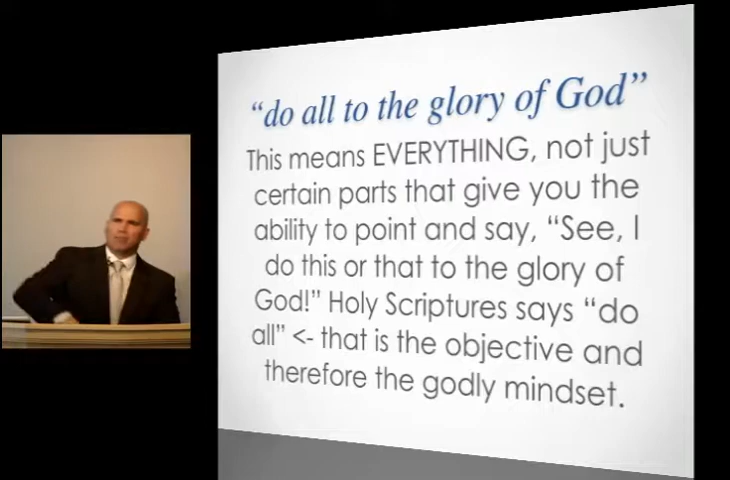 “do all to the glory of God”
This means EVERYTHING, not just
certain parts that give you the
ability to point and say, “See, I
do this or that to the glory of
God!” Holy Scriptures says “do
all” <- that is the objective and
therefore the godly mindset.